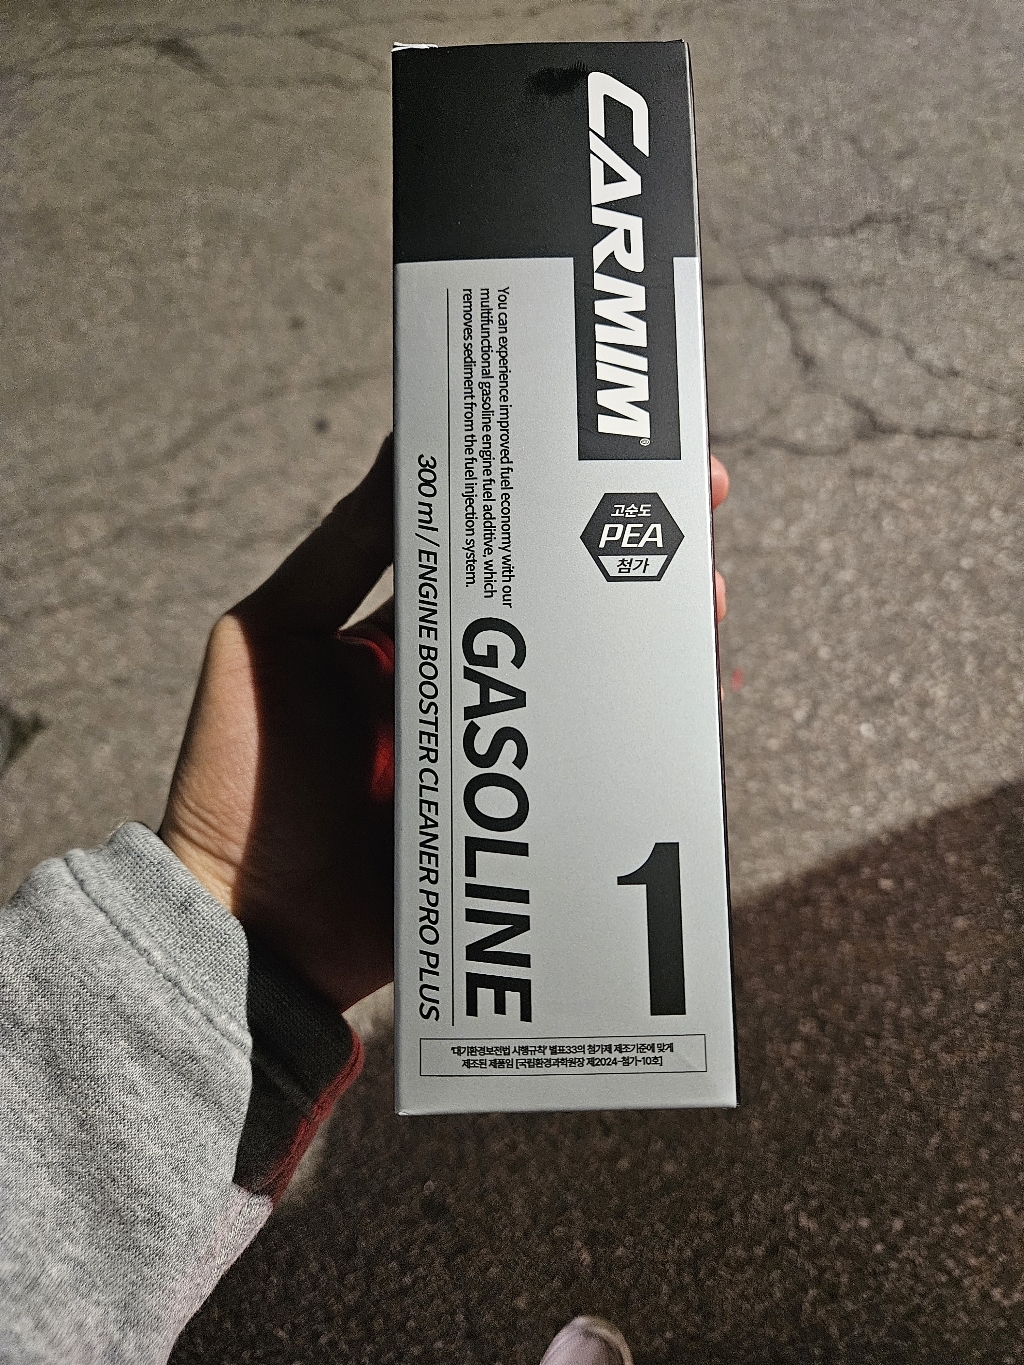 CARMIM®
고순도
PEA
첨가
1
You can experience improved fuel economy with our
multifunctional gasoline engine fuel additive, which
removes sediment from the fuel injection system.
GASOLINE
300 ml / ENGINE BOOSTER CLEANER PRO PLUS
'대기환경보전법 시행규칙' 별표33의 첨가제 제조기준에 맞게
제조된 제품임 [국립환경과학원장 제2024-첨가-10호]